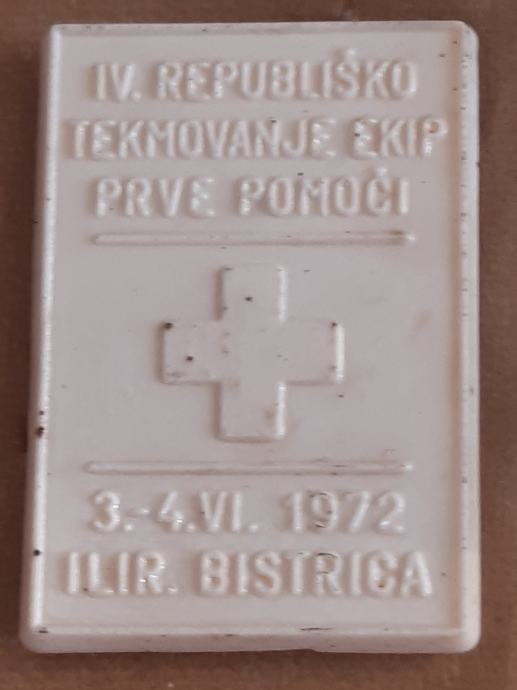 IV. REPUBLIŠKO
TEKMOVANJE EKIP
PRVE POMOČI
3.-4.VI. 1972
ILIR. BISTRICA